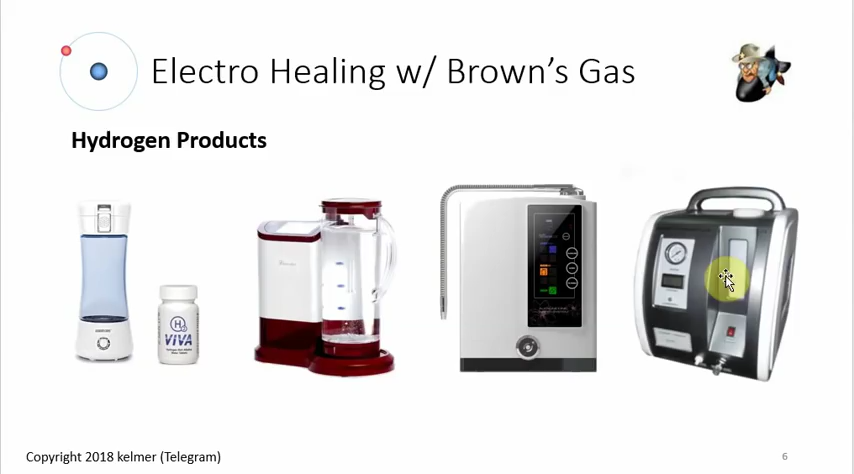 Electro Healing w/ Brown's Gas
Hydrogen Products
H2
VIVA
Copyright 2018 kelmer (Telegram)
6